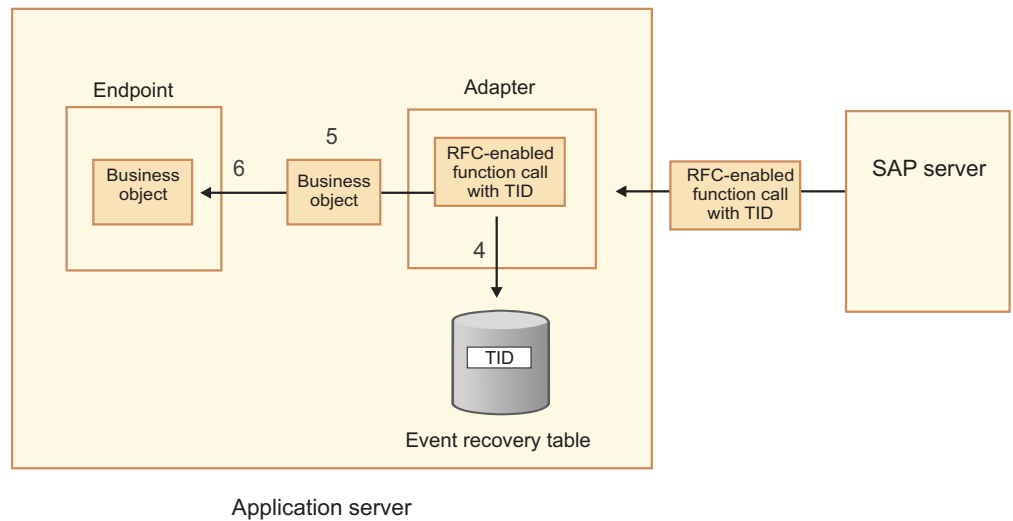 Endpoint
Adapter
5
6
Business
object
Business
object
RFC-enabled
function call
with TID
RFC-enabled
function call
with TID
SAP server
4
TID
Event recovery table
Application server